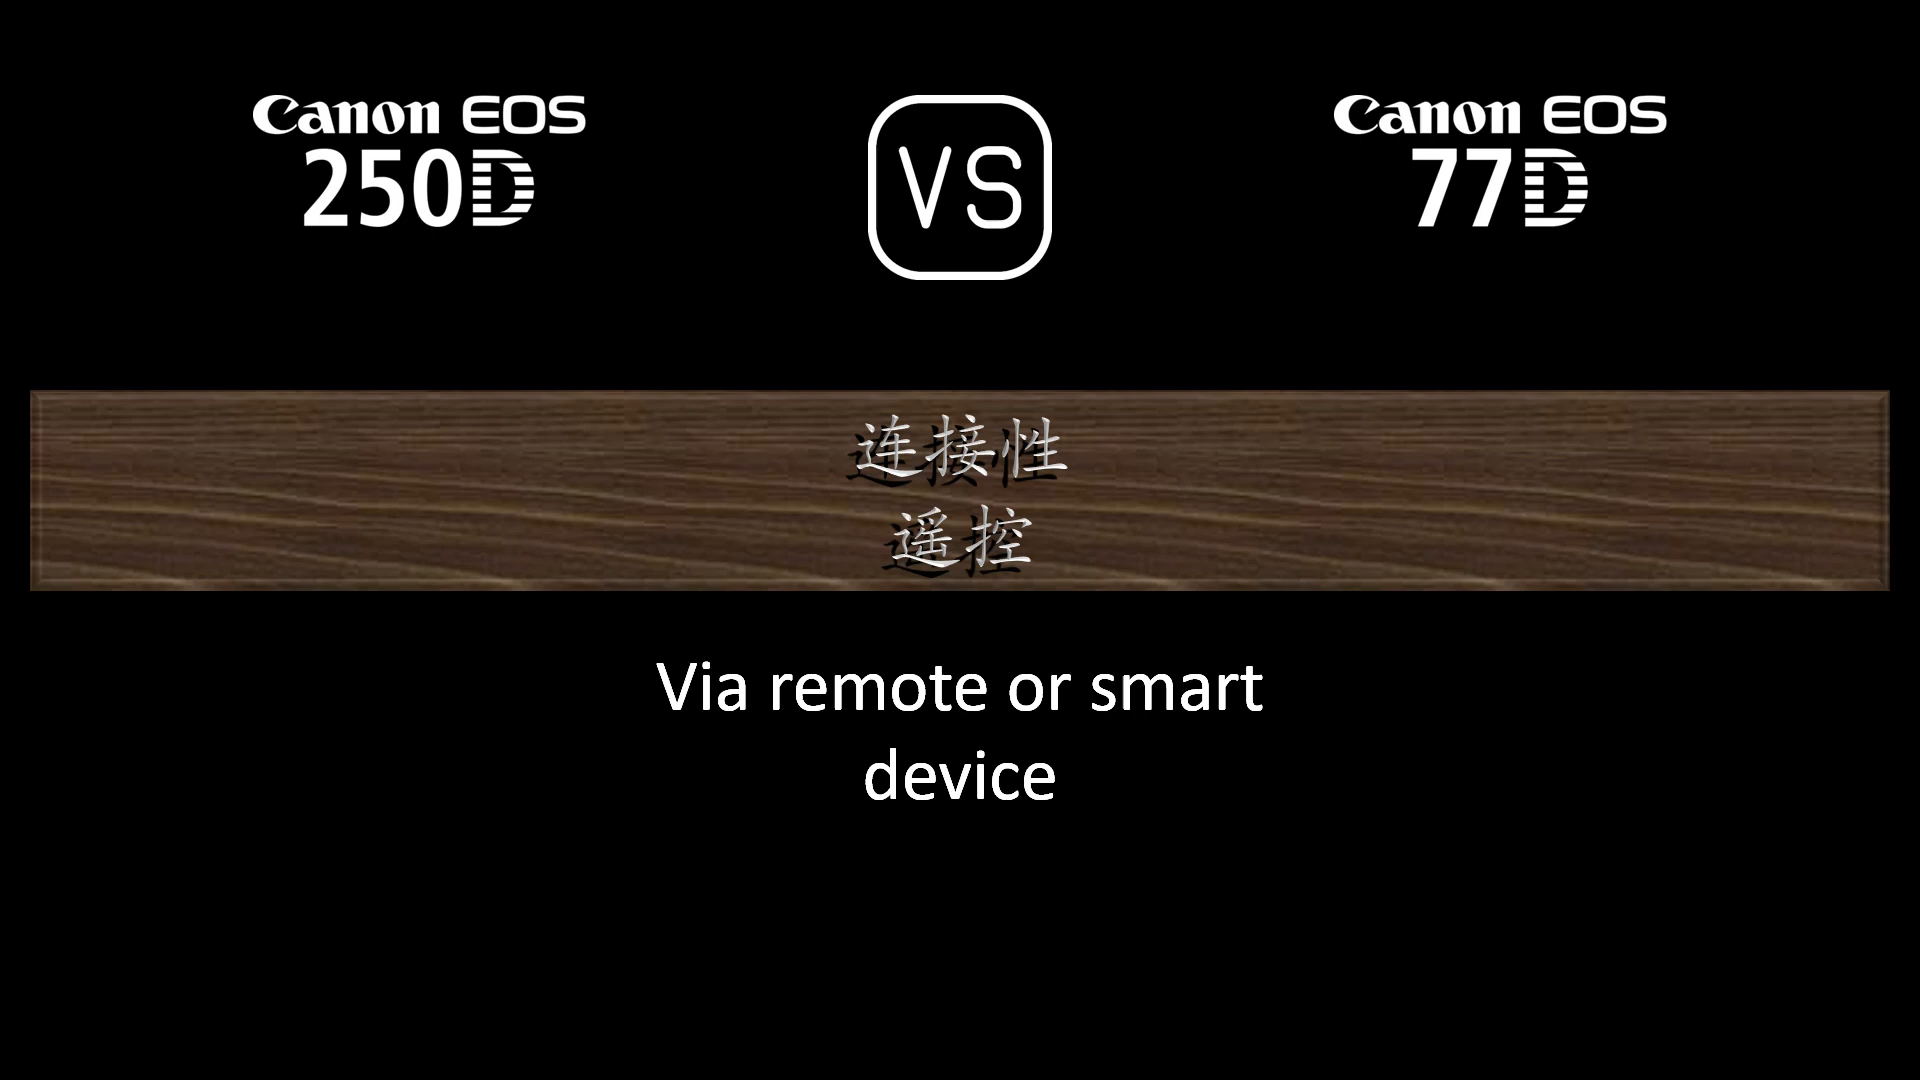 Canon EOS
250D
VS
Canon EOS
77D
连接性
遥控
Via remote or smart
device